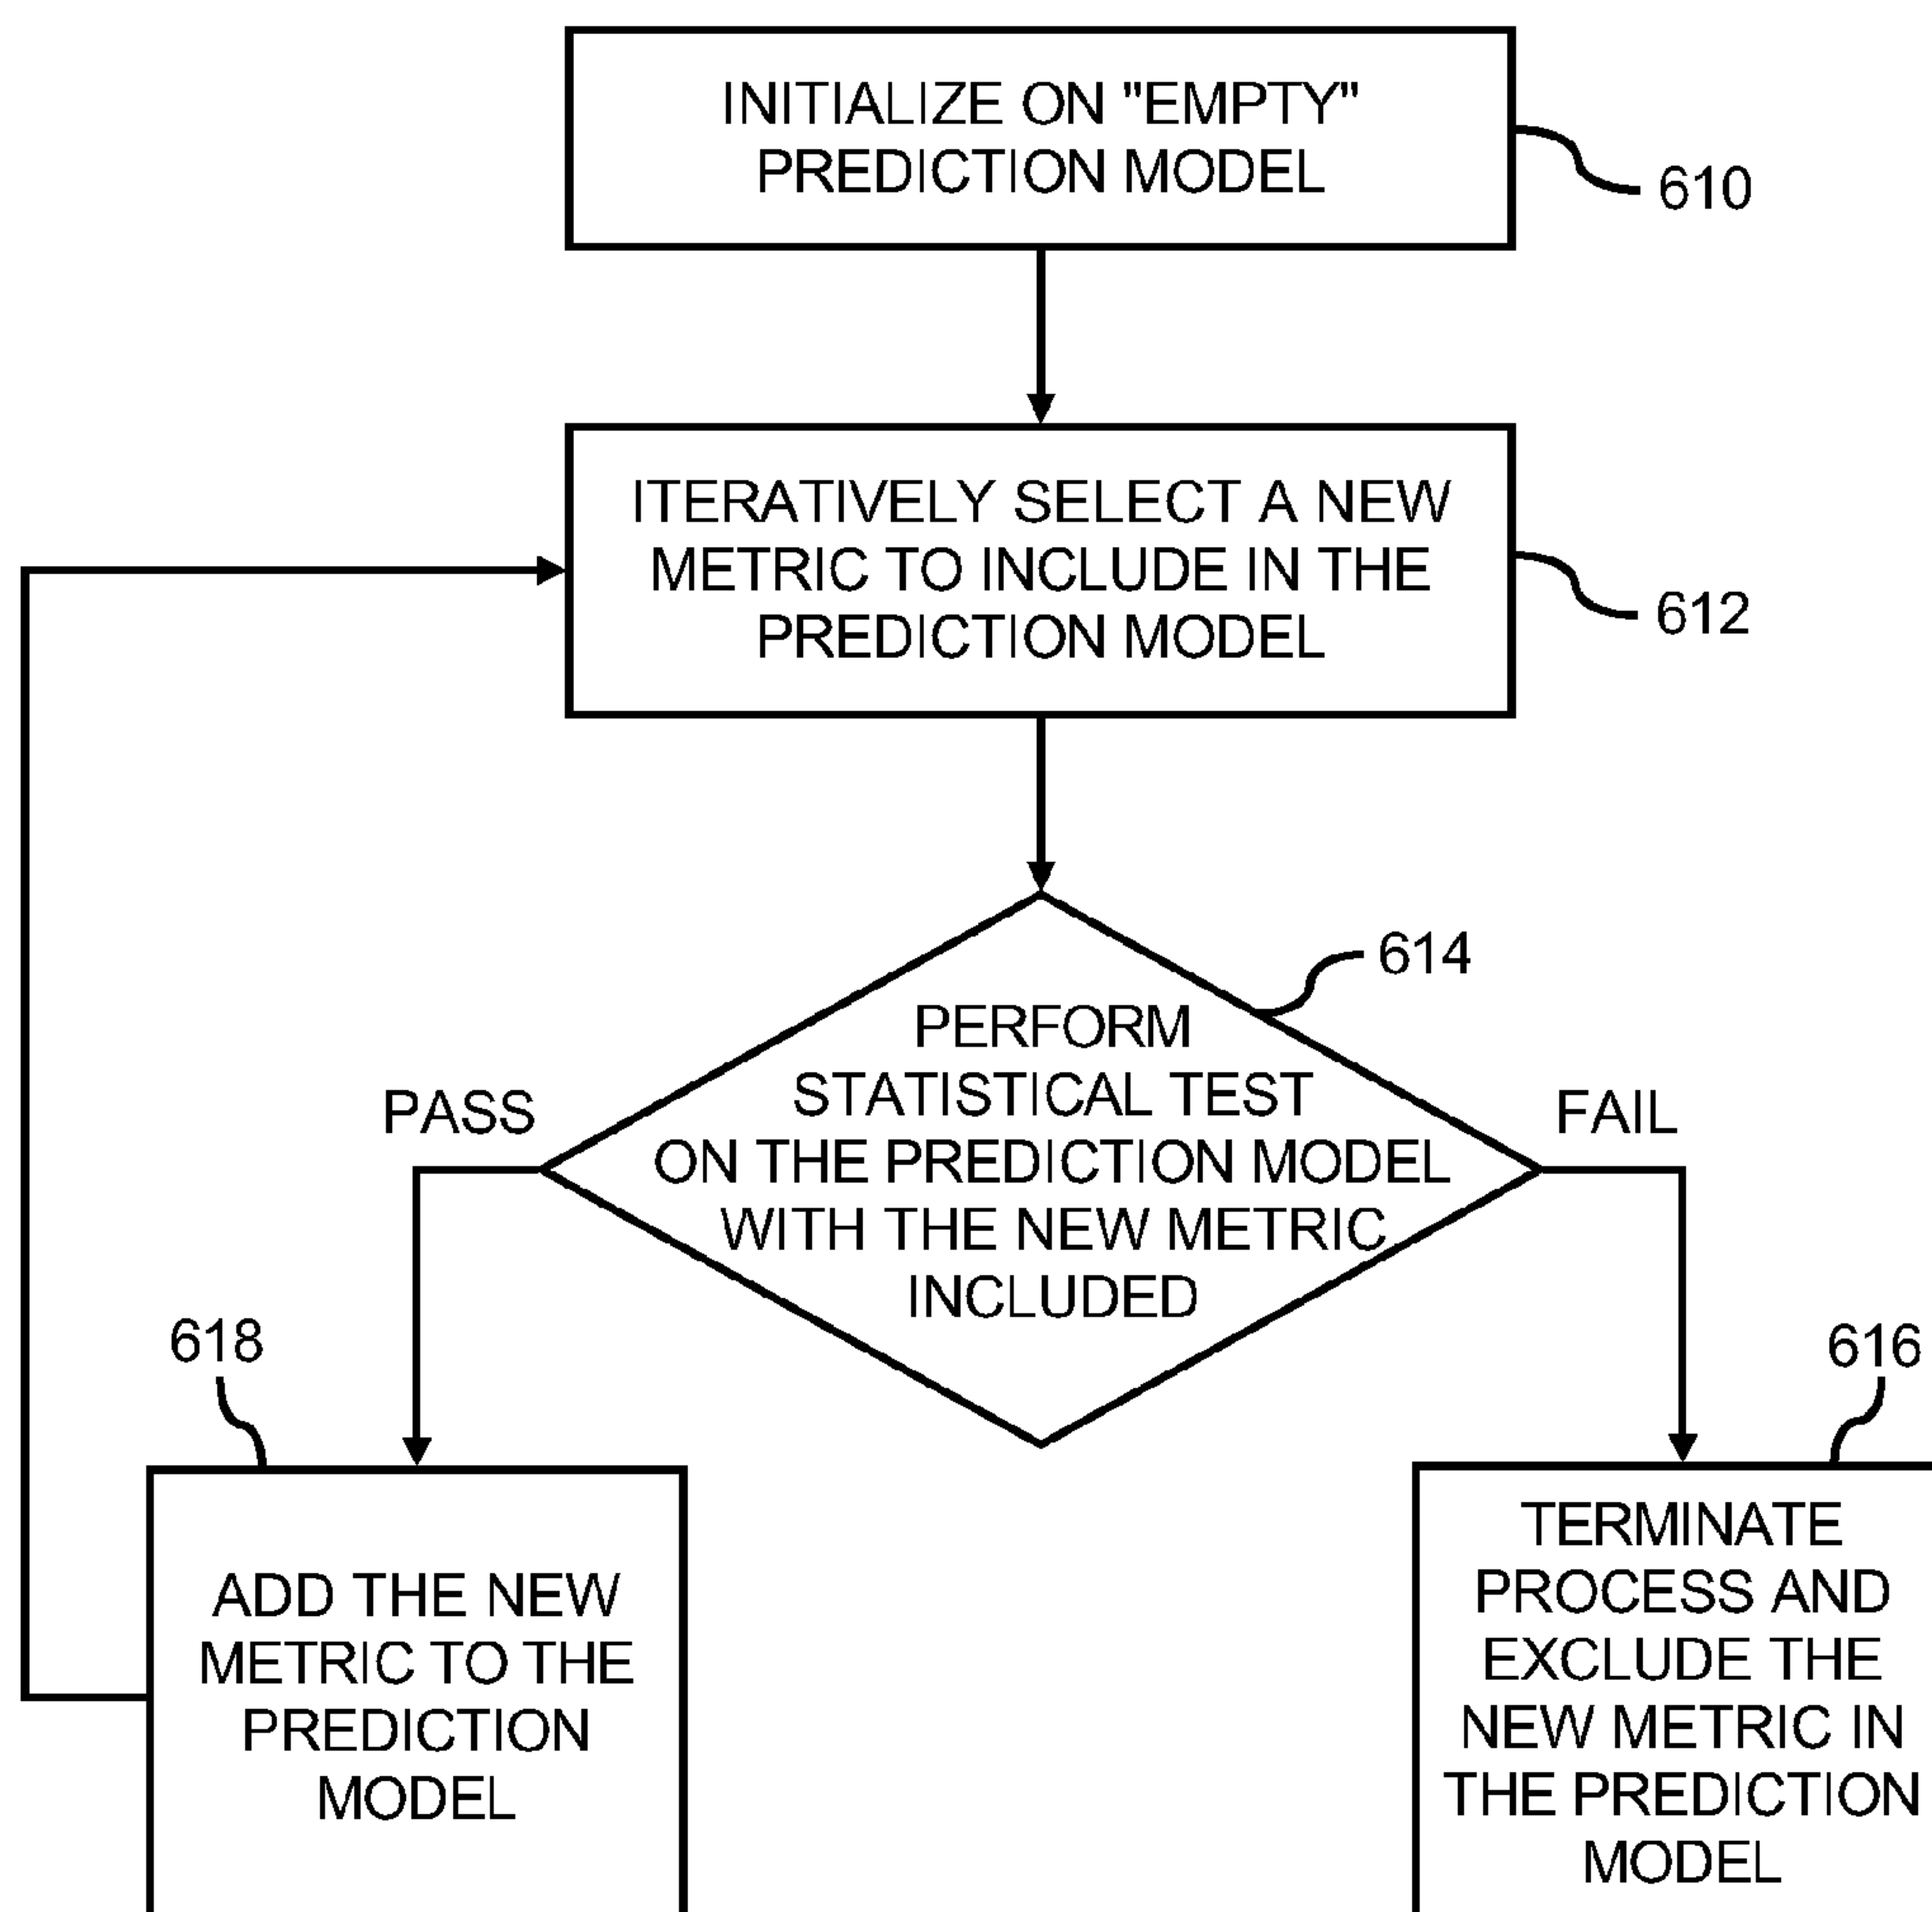 INITIALIZE ON "EMPTY"
PREDICTION MODEL
610
ITERATIVELY SELECT A NEW
METRIC TO INCLUDE IN THE
PREDICTION MODEL
612
614
PERFORM
STATISTICAL TEST
ON THE PREDICTION MODEL
WITH THE NEW METRIC
INCLUDED
PASS
FAIL
618
616
ADD THE NEW
METRIC TO THE
PREDICTION
MODEL
TERMINATE
PROCESS AND
EXCLUDE THE
NEW METRIC IN
THE PREDICTION
MODEL